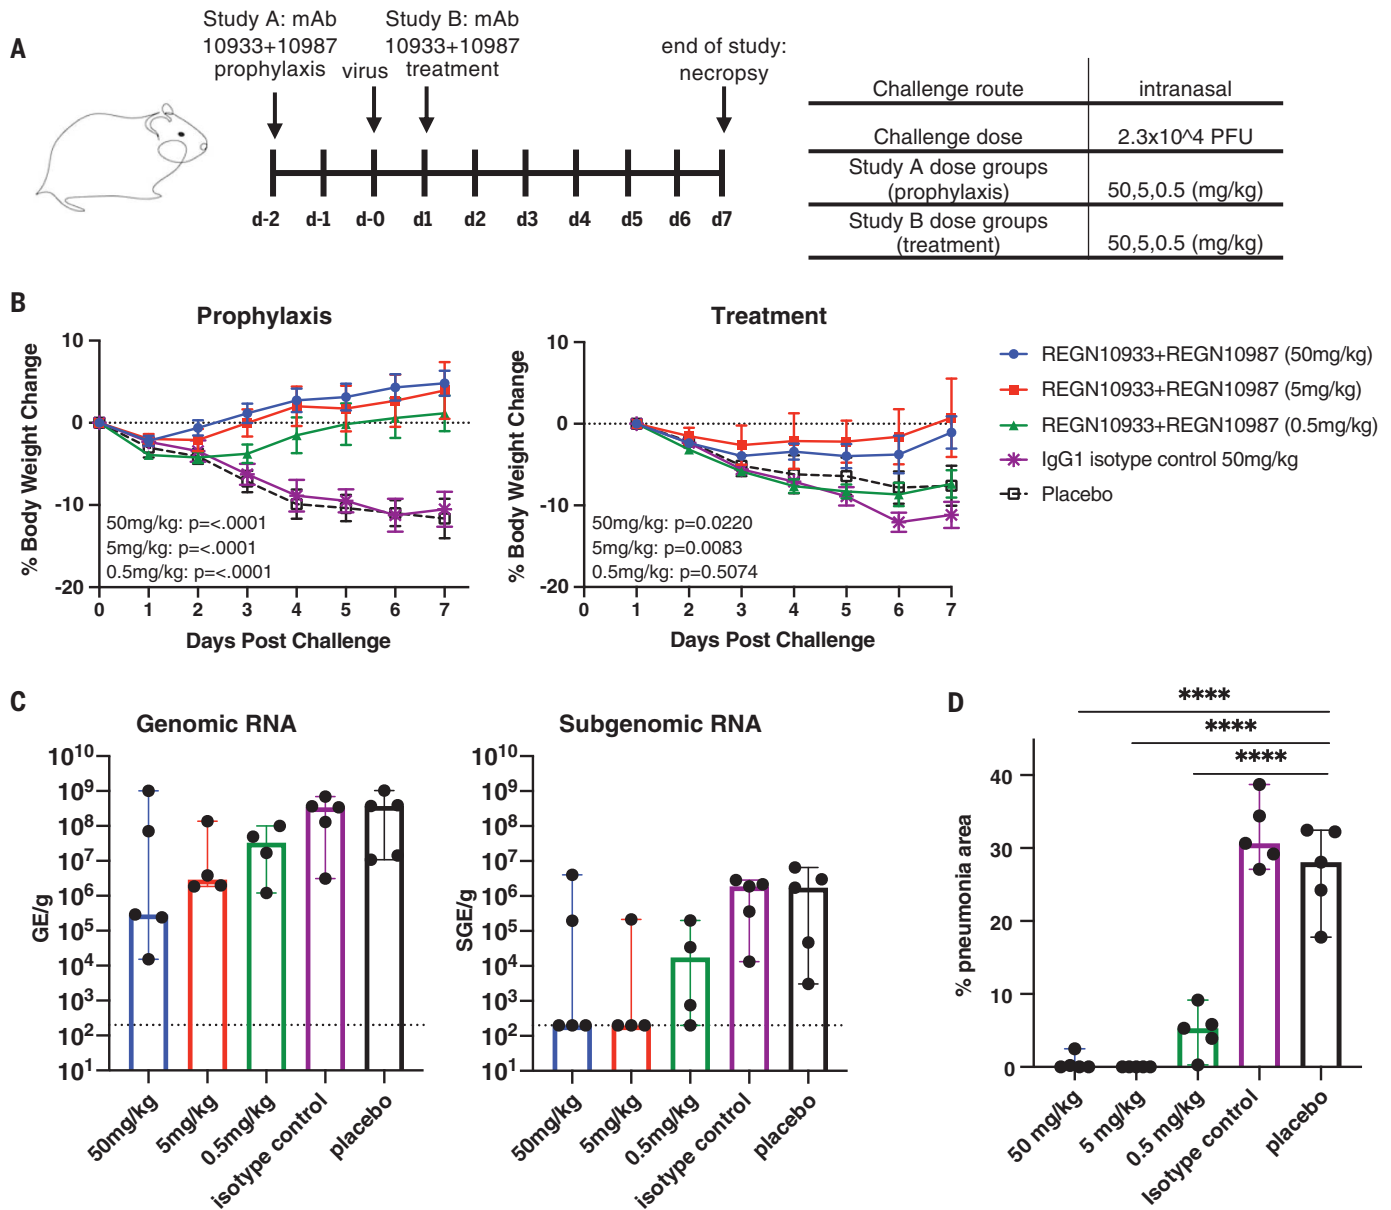 A
Study A: mAb
10933+10987
prophylaxis
virus
Study B: mAb
10933+10987
treatment
end of study:
necropsy
d-2 d-1 d-0 d1 d2 d3 d4 d5 d6 d7
Challenge route intranasal
Challenge dose 2.3x10^4 PFU
Study A dose groups
(prophylaxis) 50,5,0.5 (mg/kg)
Study B dose groups
(treatment) 50,5,0.5 (mg/kg)
B
Prophylaxis
% Body Weight Change
10
0
-10
-20
50mg/kg: p=<.0001
5mg/kg: p=<.0001
0.5mg/kg: p=<.0001
0 1 2 3 4 5 6 7
Days Post Challenge
Treatment
% Body Weight Change
10
0
-10
-20
50mg/kg: p=0.0220
5mg/kg: p=0.0083
0.5mg/kg: p=0.5074
0 1 2 3 4 5 6 7
Days Post Challenge
REGN10933+REGN10987 (50mg/kg)
REGN10933+REGN10987 (5mg/kg)
REGN10933+REGN10987 (0.5mg/kg)
IgG1 isotype control 50mg/kg
Placebo
C
Genomic RNA
GE/g
10^10
10^9
10^8
10^7
10^6
10^5
10^4
10^3
10^2
10^1
50mg/kg
5mg/kg
0.5mg/kg
isotype control
placebo
Subgenomic RNA
SGE/g
10^10
10^9
10^8
10^7
10^6
10^5
10^4
10^3
10^2
10^1
50mg/kg
5mg/kg
0.5mg/kg
isotype control
placebo
D
****
****
****
% pneumonia area
40
30
20
10
0
50 mg/kg
5 mg/kg
0.5 mg/kg
Isotype control
placebo